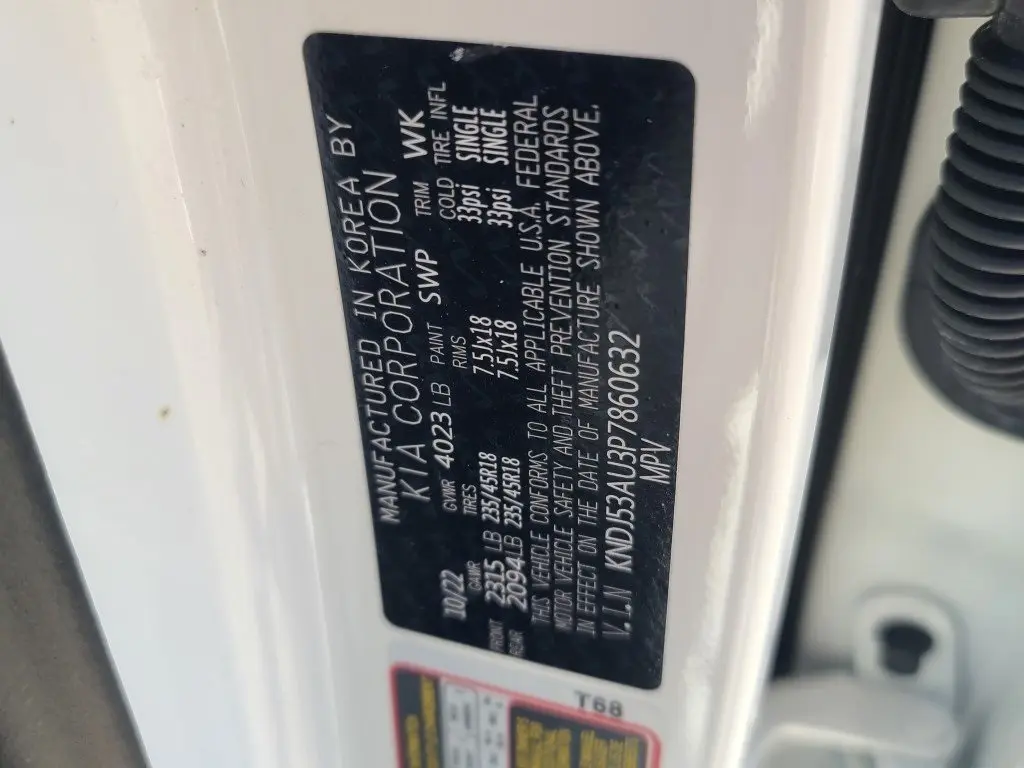 MANUFACTURED IN KOREA BY
KIA CORPORATION
10/22 GVWR 4023 LB PAINT SWP TRIM WK
GAWR TIRES RIMS COLD TIRE INFL
FRONT 2315 LB 235/45R18 7.5Jx18 33psi SINGLE
REAR 2094 LB 235/45R18 7.5Jx18 33psi SINGLE
THIS VEHICLE CONFORMS TO ALL APPLICABLE U.S.A. FEDERAL
MOTOR VEHICLE SAFETY AND THEFT PREVENTION STANDARDS
IN EFFECT ON THE DATE OF MANUFACTURE SHOWN ABOVE.
V.I.N KNDJ53AU3P7860632
MPV
T68